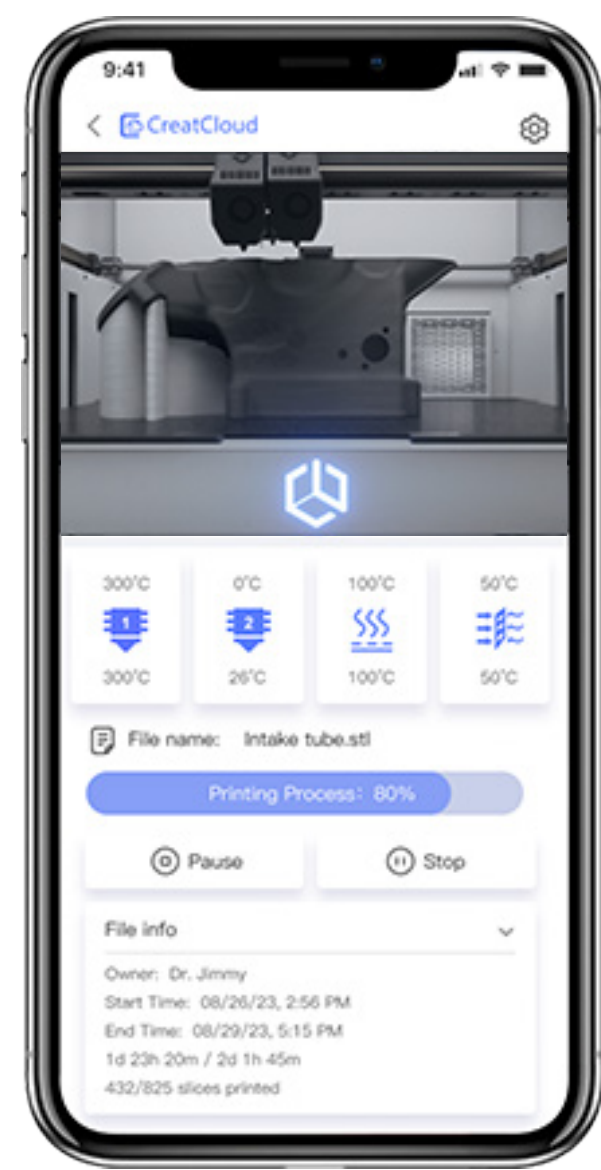 9:41
CreatCloud
300°C 0°C 100°C 50°C
1 2
300°C 26°C 100°C 50°C
File name: Intake tube.stl
Printing Process: 80%
Pause Stop
File info
Owner: Dr. Jimmy
Start Time: 08/26/23, 2:56 PM
End Time: 08/29/23, 5:15 PM
1d 23h 20m / 2d 1h 45m
432/825 slices printed